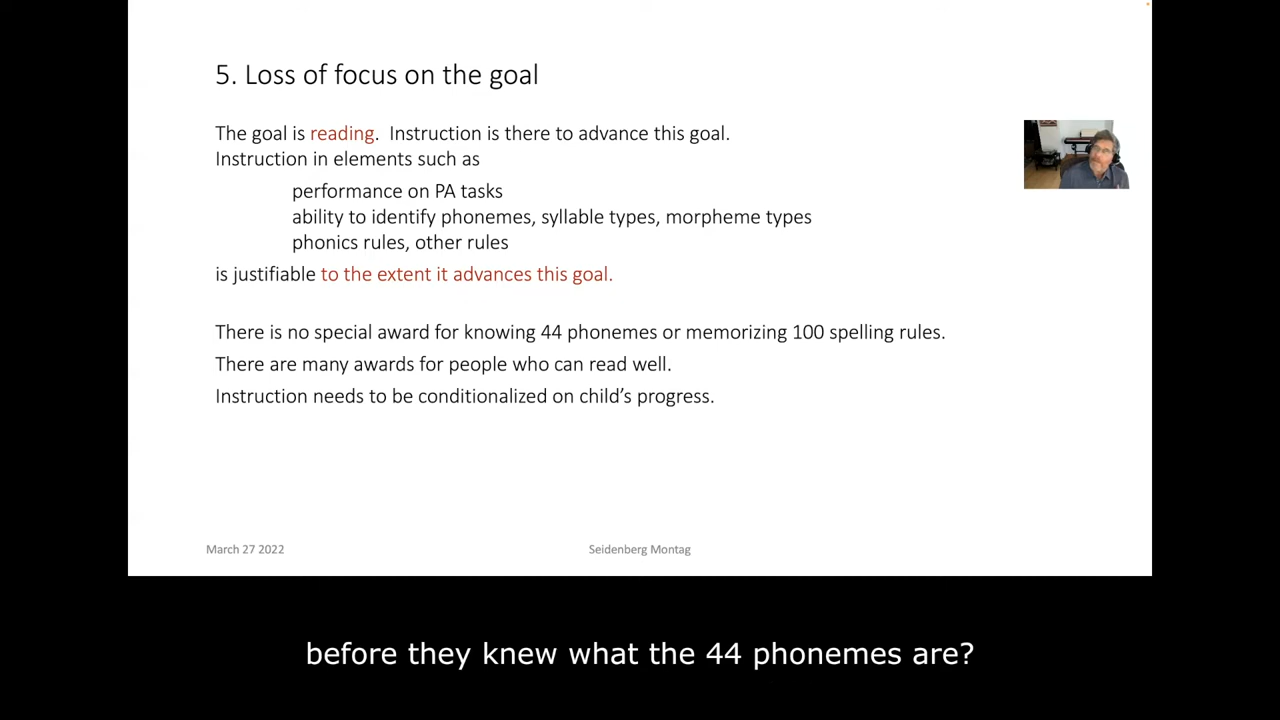 5. Loss of focus on the goal
The goal is reading. Instruction is there to advance this goal.
Instruction in elements such as
performance on PA tasks
ability to identify phonemes, syllable types, morpheme types
phonics rules, other rules
is justifiable to the extent it advances this goal.
There is no special award for knowing 44 phonemes or memorizing 100 spelling rules.
There are many awards for people who can read well.
Instruction needs to be conditionalized on child’s progress.
March 27 2022
Seidenberg Montag
before they knew what the 44 phonemes are?